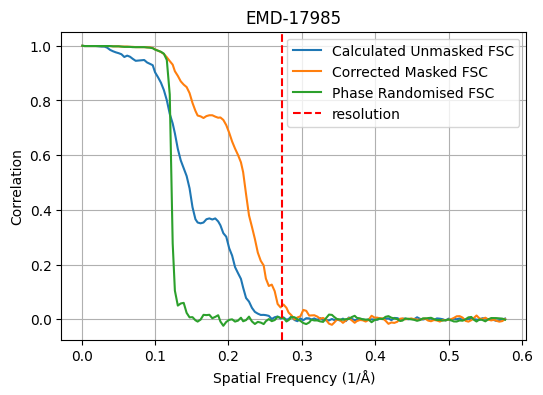 EMD-17985
Calculated Unmasked FSC
Corrected Masked FSC
Phase Randomised FSC
resolution
Correlation
1.0
0.8
0.6
0.4
0.2
0.0
0.0 0.1 0.2 0.3 0.4 0.5 0.6
Spatial Frequency (1/Å)